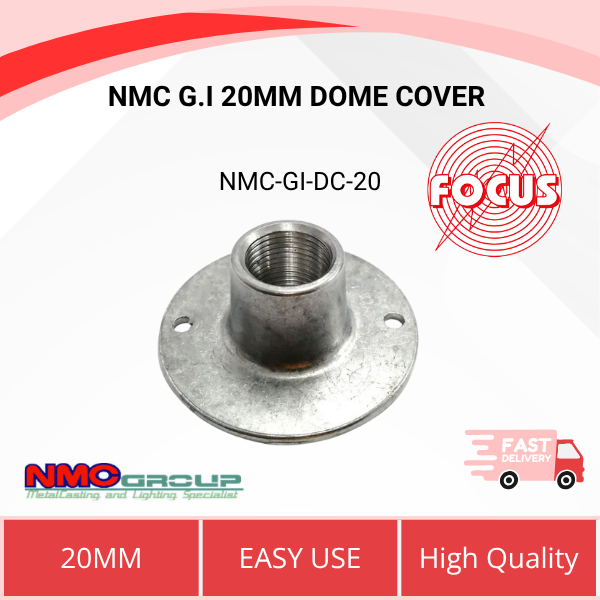 NMC G.I 20MM DOME COVER
NMC-GI-DC-20
FOCUS
FAST
DELIVERY
NMC GROUP
MetalCasting and Lighting Specialist
20MM
EASY USE
High Quality